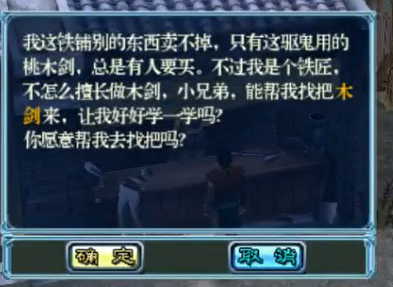 我这铁铺别的东西卖不掉，只有这驱鬼用的
桃木剑，总是有人要买。不过我是个铁匠，
不怎么擅长做木剑，小兄弟，能帮我找把木
剑来，让我好好学一学吗？
你愿意帮我去找把吗？
确 定
取 消